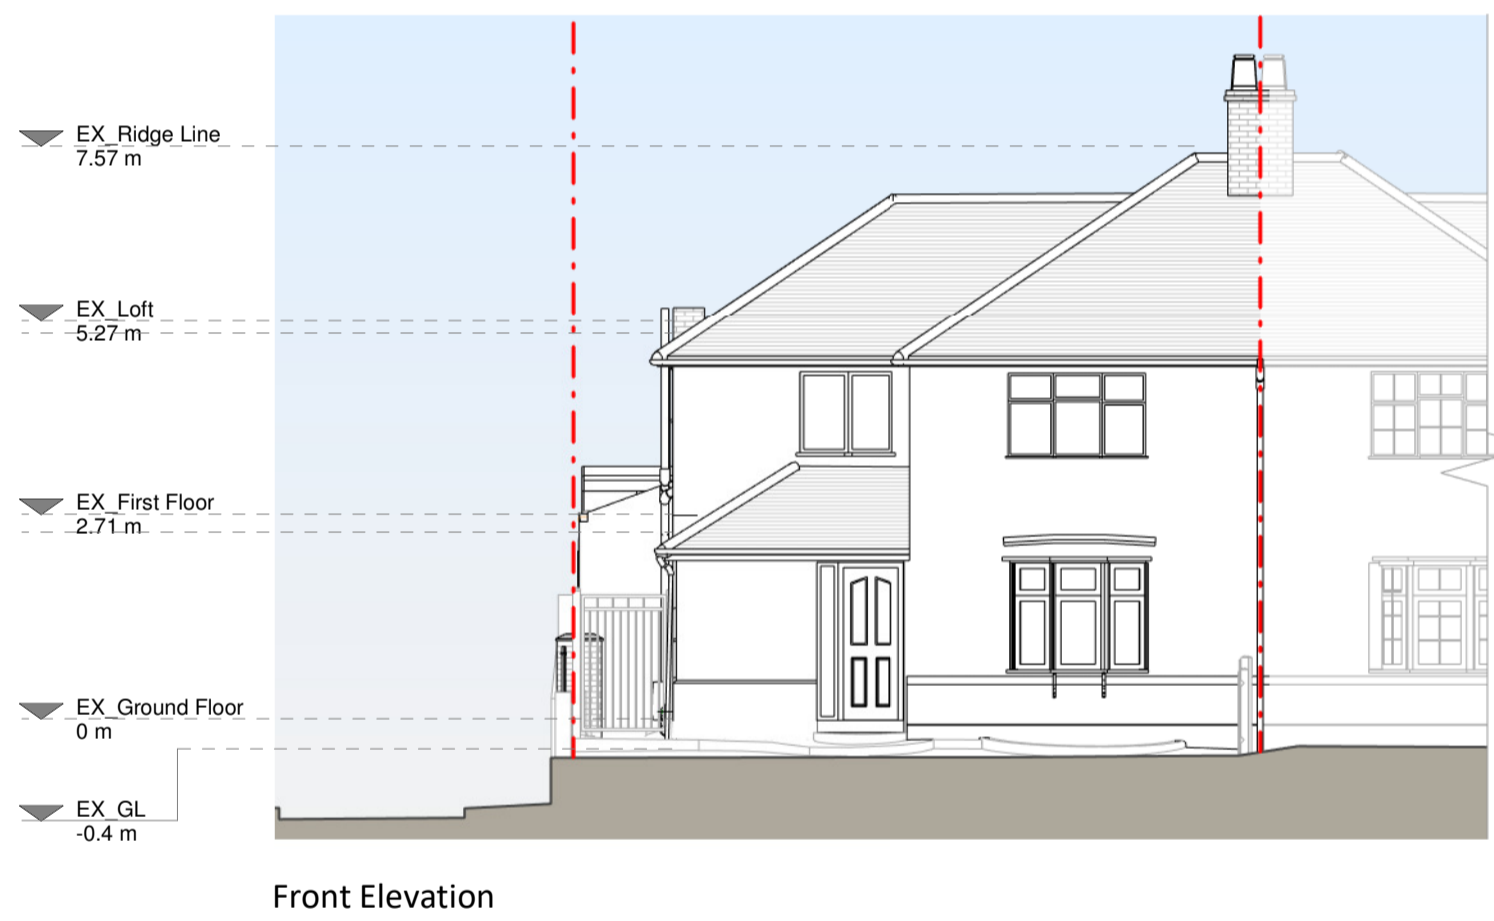 EX_Ridge Line
7.57 m
EX_Loft
5.27 m
EX_First Floor
2.71 m
EX_Ground Floor
0 m
EX_GL
-0.4 m
Front Elevation